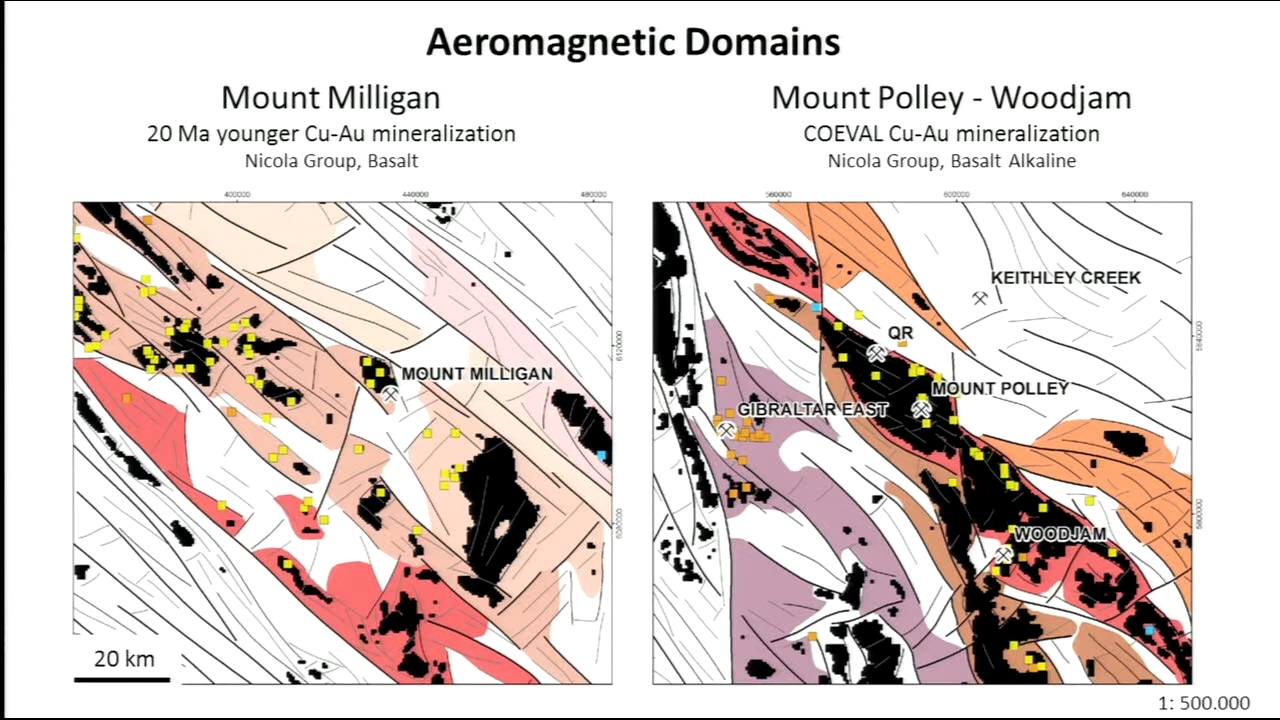 Aeromagnetic Domains
Mount Milligan
20 Ma younger Cu-Au mineralization
Nicola Group, Basalt
Mount Polley - Woodjam
COEVAL Cu-Au mineralization
Nicola Group, Basalt Alkaline
400000
440000
480000
6120000
6080000
MOUNT MILLIGAN
20 km
560000
600000
640000
5840000
5800000
KEITHLEY CREEK
QR
MOUNT POLLEY
GIBRALTAR EAST
WOODJAM
1: 500.000